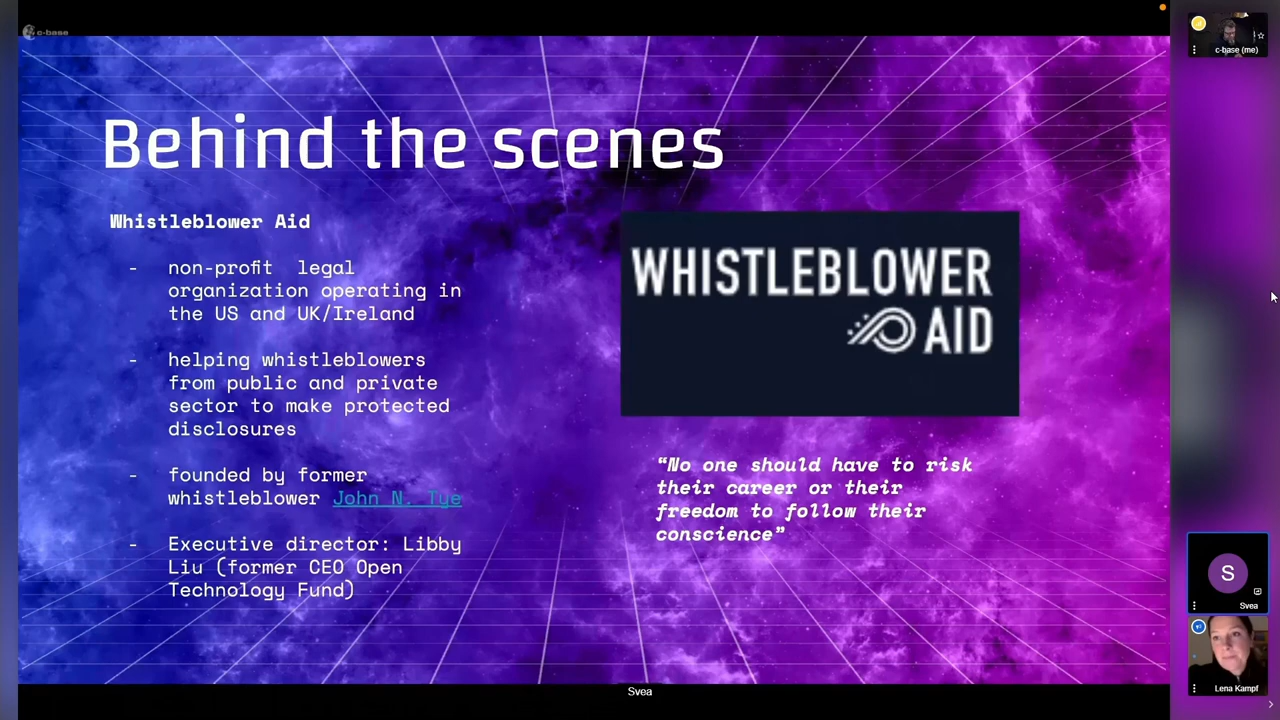 c-base
Behind the scenes
Whistleblower Aid
- non-profit legal
organization operating in
the US and UK/Ireland
- helping whistleblowers
from public and private
sector to make protected
disclosures
- founded by former
whistleblower John N. Tye
- Executive director: Libby
Liu (former CEO Open
Technology Fund)
WHISTLEBLOWER
AID
“No one should have to risk
their career or their
freedom to follow their
conscience”
Svea
c-base (me)
S
Svea
Lena Kampf